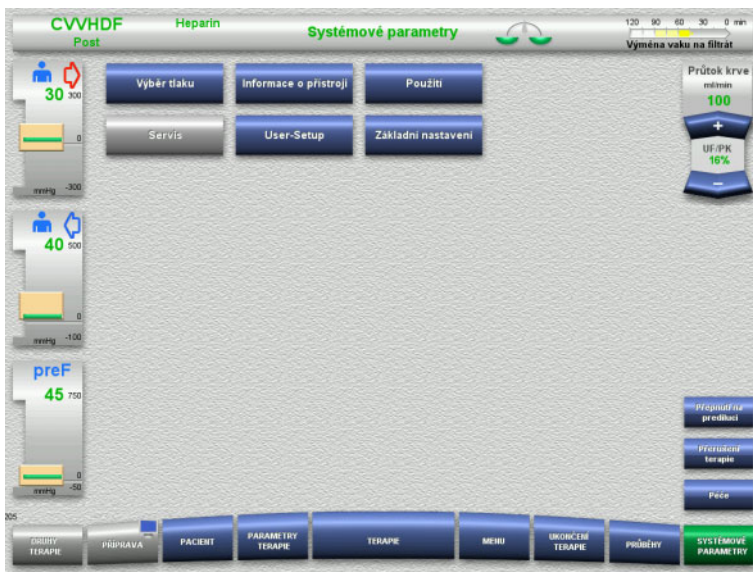 CVVHDF
Heparin
Post
Systémové parametry
120 90 60 30 0 min
Výměna vaku na filtrát
30
300
0
mmHg -300
40
500
0
mmHg -100
preF
45
750
0
mmHg -50
Výběr tlaku
Informace o přístroji
Použití
Servis
User-Setup
Základní nastavení
Průtok krve
ml/min
100
+
UF/PK
16%
−
Přepnutí na
prediluci
Přerušení
terapie
Péče
205
DRUHY
TERAPIE
PŘÍPRAVA
PACIENT
PARAMETRY
TERAPIE
TERAPIE
MENU
UKONČENÍ
TERAPIE
PRŮBĚHY
SYSTÉMOVÉ
PARAMETRY